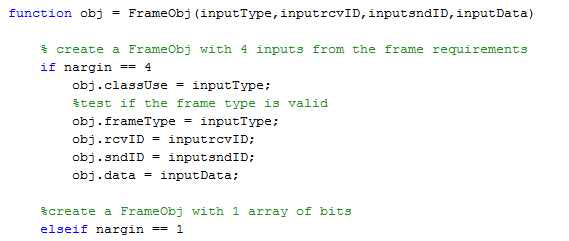 function obj = FrameObj(inputType,inputrcvID,inputsndID,inputData)
% create a FrameObj with 4 inputs from the frame requirements
if nargin == 4
obj.classUse = inputType;
%test if the frame type is valid
obj.frameType = inputType;
obj.rcvID = inputrcvID;
obj.sndID = inputsndID;
obj.data = inputData;
%create a FrameObj with 1 array of bits
elseif nargin == 1